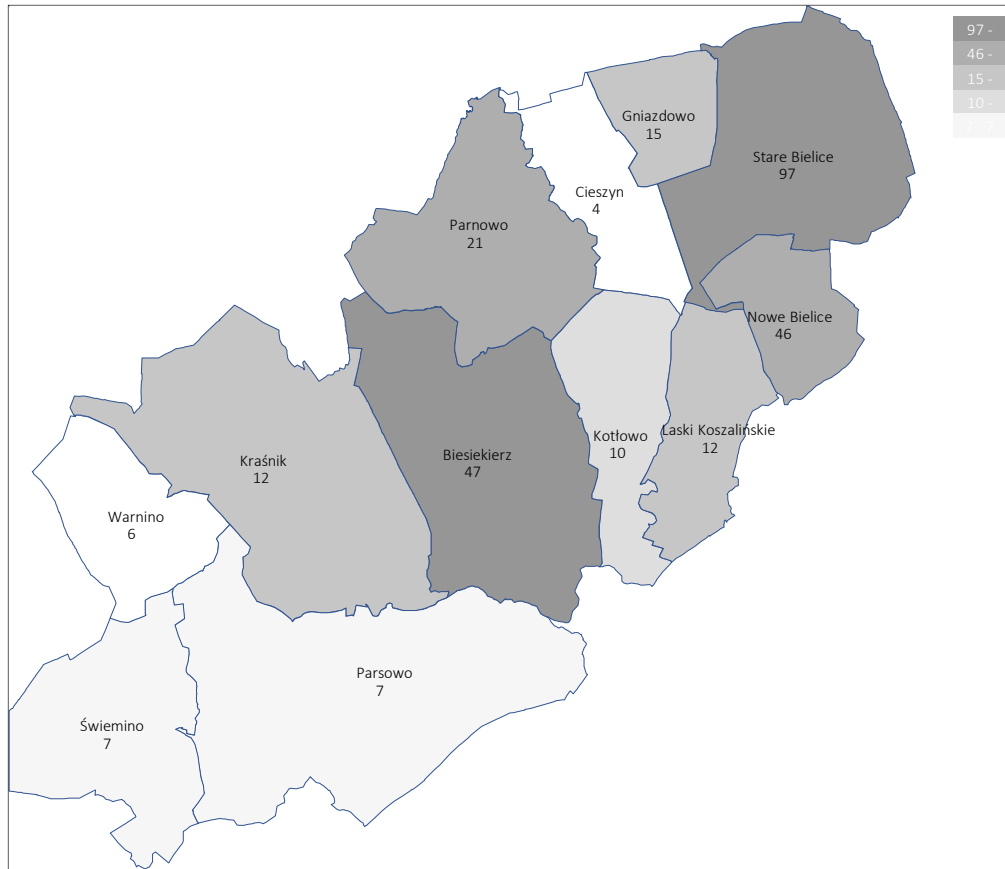 97 -
46 -
15 -
10 -
Gniazdowo
15
Stare Bielice
97
Cieszyn
4
Parnowo
21
Nowe Bielice
46
Kotłowo
10
Laski Koszalińskie
12
Biesiekierz
47
Kraśnik
12
Warnino
6
Parsowo
7
Świemino
7